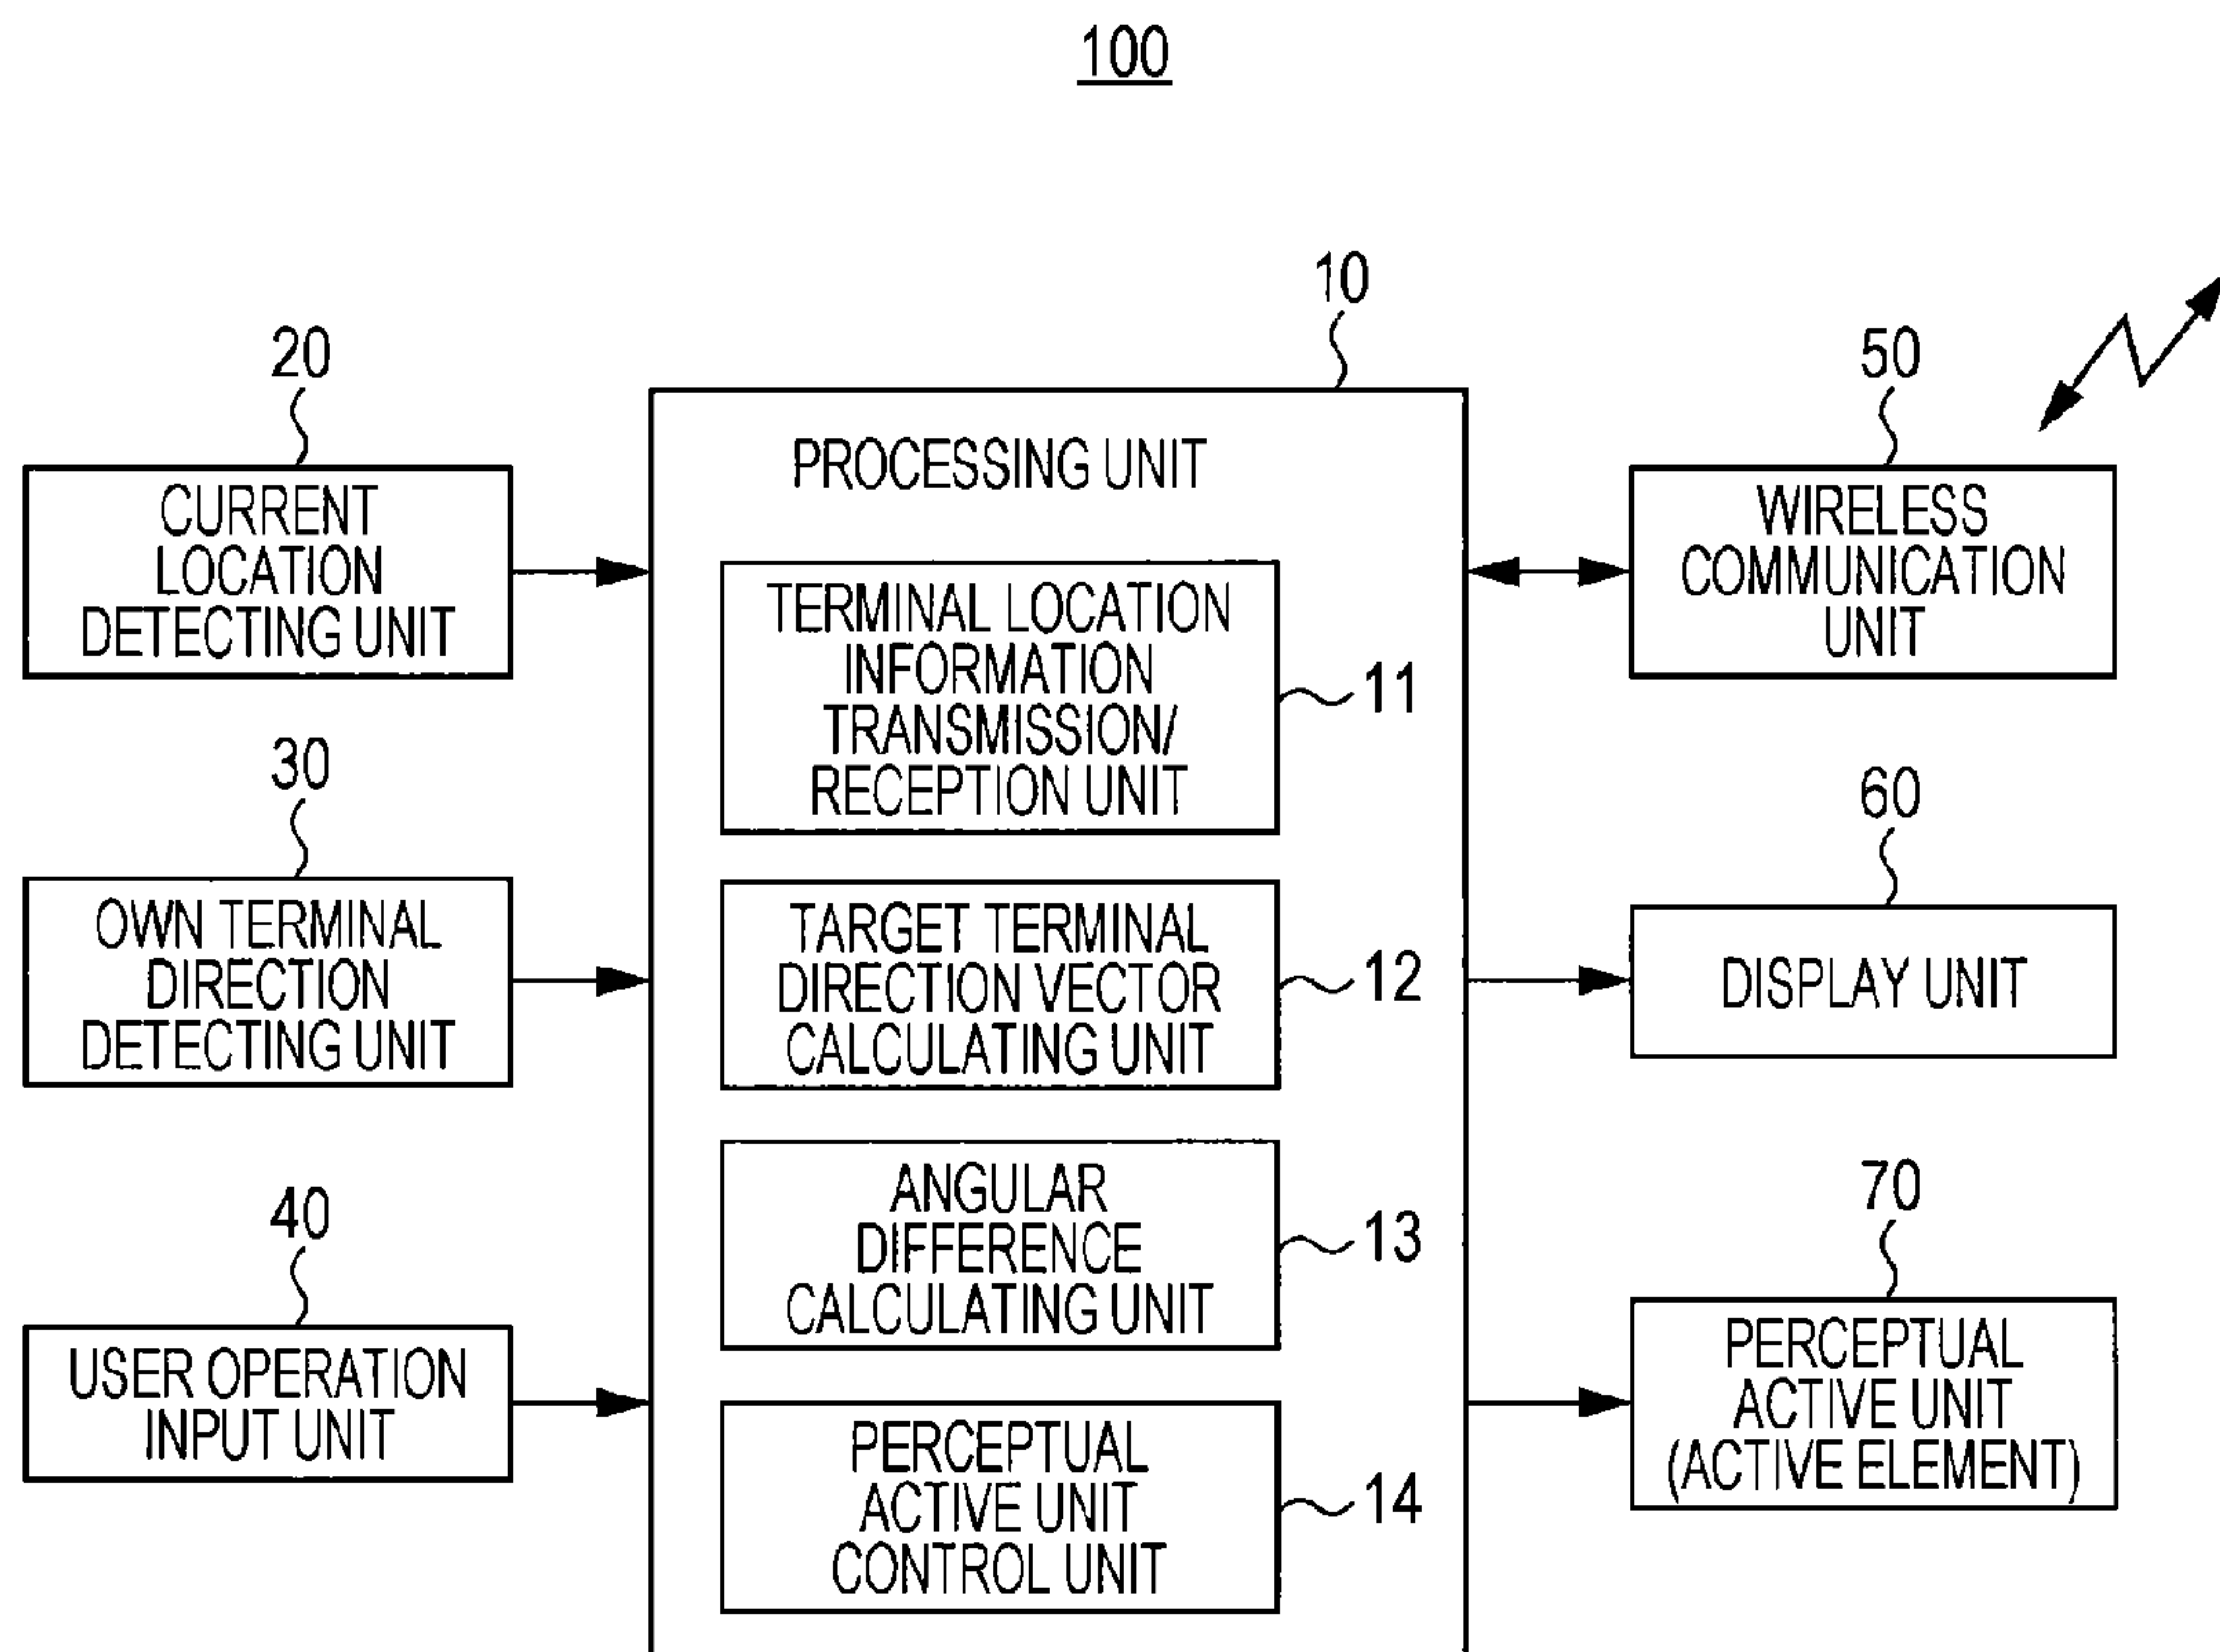 100
10
20
CURRENT
LOCATION
DETECTING UNIT
30
OWN TERMINAL
DIRECTION
DETECTING UNIT
40
USER OPERATION
INPUT UNIT
PROCESSING UNIT
TERMINAL LOCATION
INFORMATION
TRANSMISSION/
RECEPTION UNIT
11
TARGET TERMINAL
DIRECTION VECTOR
CALCULATING UNIT
12
ANGULAR
DIFFERENCE
CALCULATING UNIT
13
PERCEPTUAL
ACTIVE UNIT
CONTROL UNIT
14
50
WIRELESS
COMMUNICATION
UNIT
60
DISPLAY UNIT
70
PERCEPTUAL
ACTIVE UNIT
(ACTIVE ELEMENT)